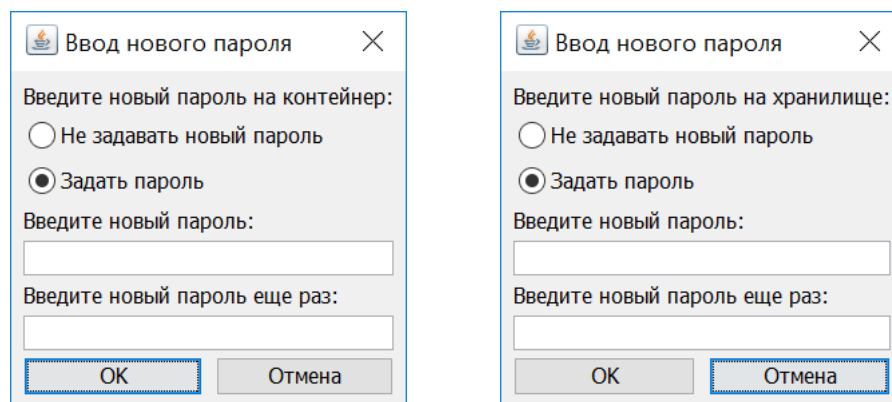 Ввод нового пароля
Введите новый пароль на контейнер:
Не задавать новый пароль
Задать пароль
Введите новый пароль:
Введите новый пароль еще раз:
OK Отмена
Ввод нового пароля
Введите новый пароль на хранилище:
Не задавать новый пароль
Задать пароль
Введите новый пароль:
Введите новый пароль еще раз:
OK Отмена